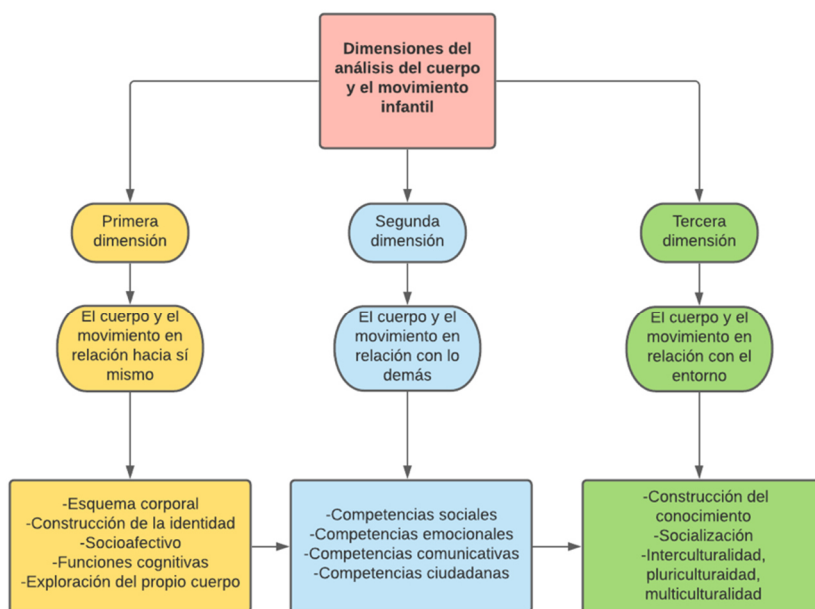 Dimensiones del
análisis del cuerpo
y el movimiento
infantil
Primera
dimensión
Segunda
dimensión
Tercera
dimensión
El cuerpo y el
movimiento en
relación hacia sí
mismo
El cuerpo y el
movimiento en
relación con lo
demás
El cuerpo y el
movimiento en
relación con el
entorno
-Esquema corporal
-Construcción de la identidad
-Socioafectivo
-Funciones cognitivas
-Exploración del propio cuerpo
-Competencias sociales
-Competencias emocionales
-Competencias comunicativas
-Competencias ciudadanas
-Construcción del
conocimiento
-Socialización
-Interculturalidad,
pluriculturaidad,
multiculturalidad